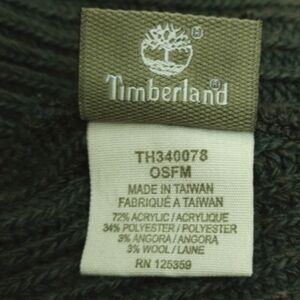 Timberland®
TH340078
OSFM
MADE IN TAIWAN
FABRIQUÉ A TAIWAN
72% ACRYLIC / ACRYLIQUE
34% POLYESTER / POLYESTER
3% ANGORA / ANGORA
3% WOOL / LAINE
RN 125359